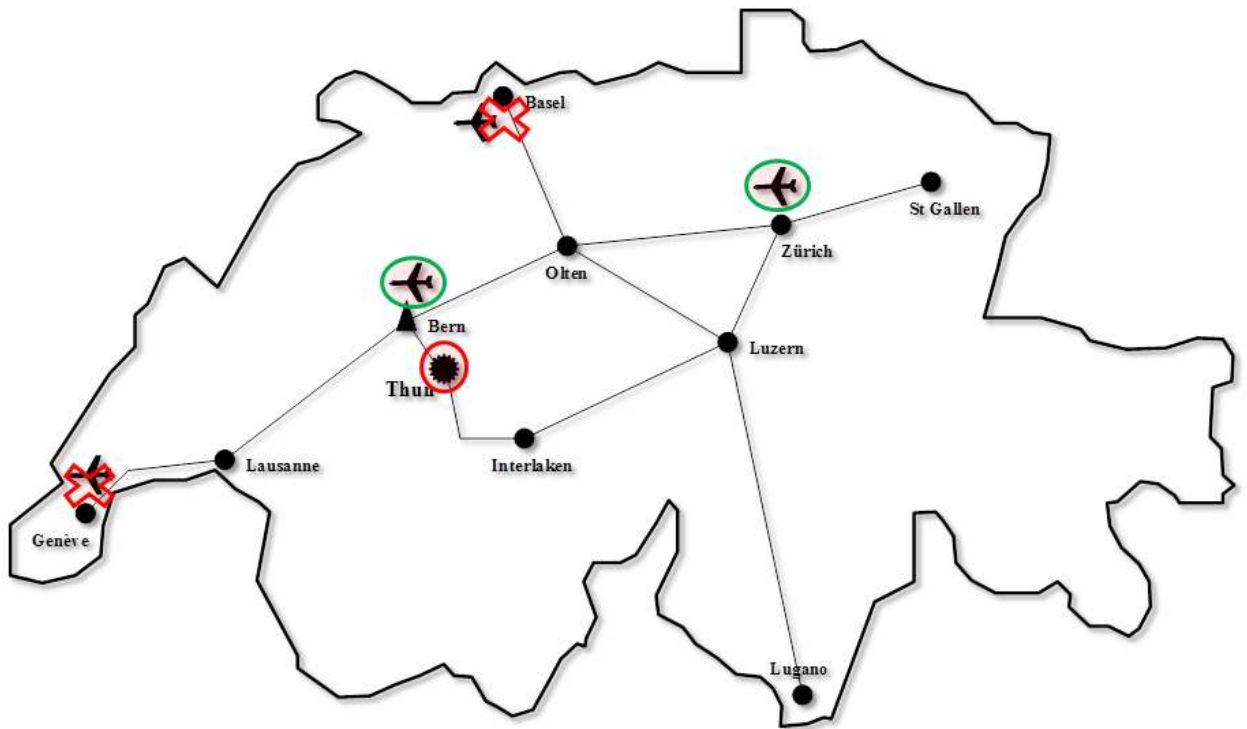 Basel
St Gallen
Zürich
Olten
Bern
Luzern
Thun
Lausanne
Interlaken
Genève
Lugano